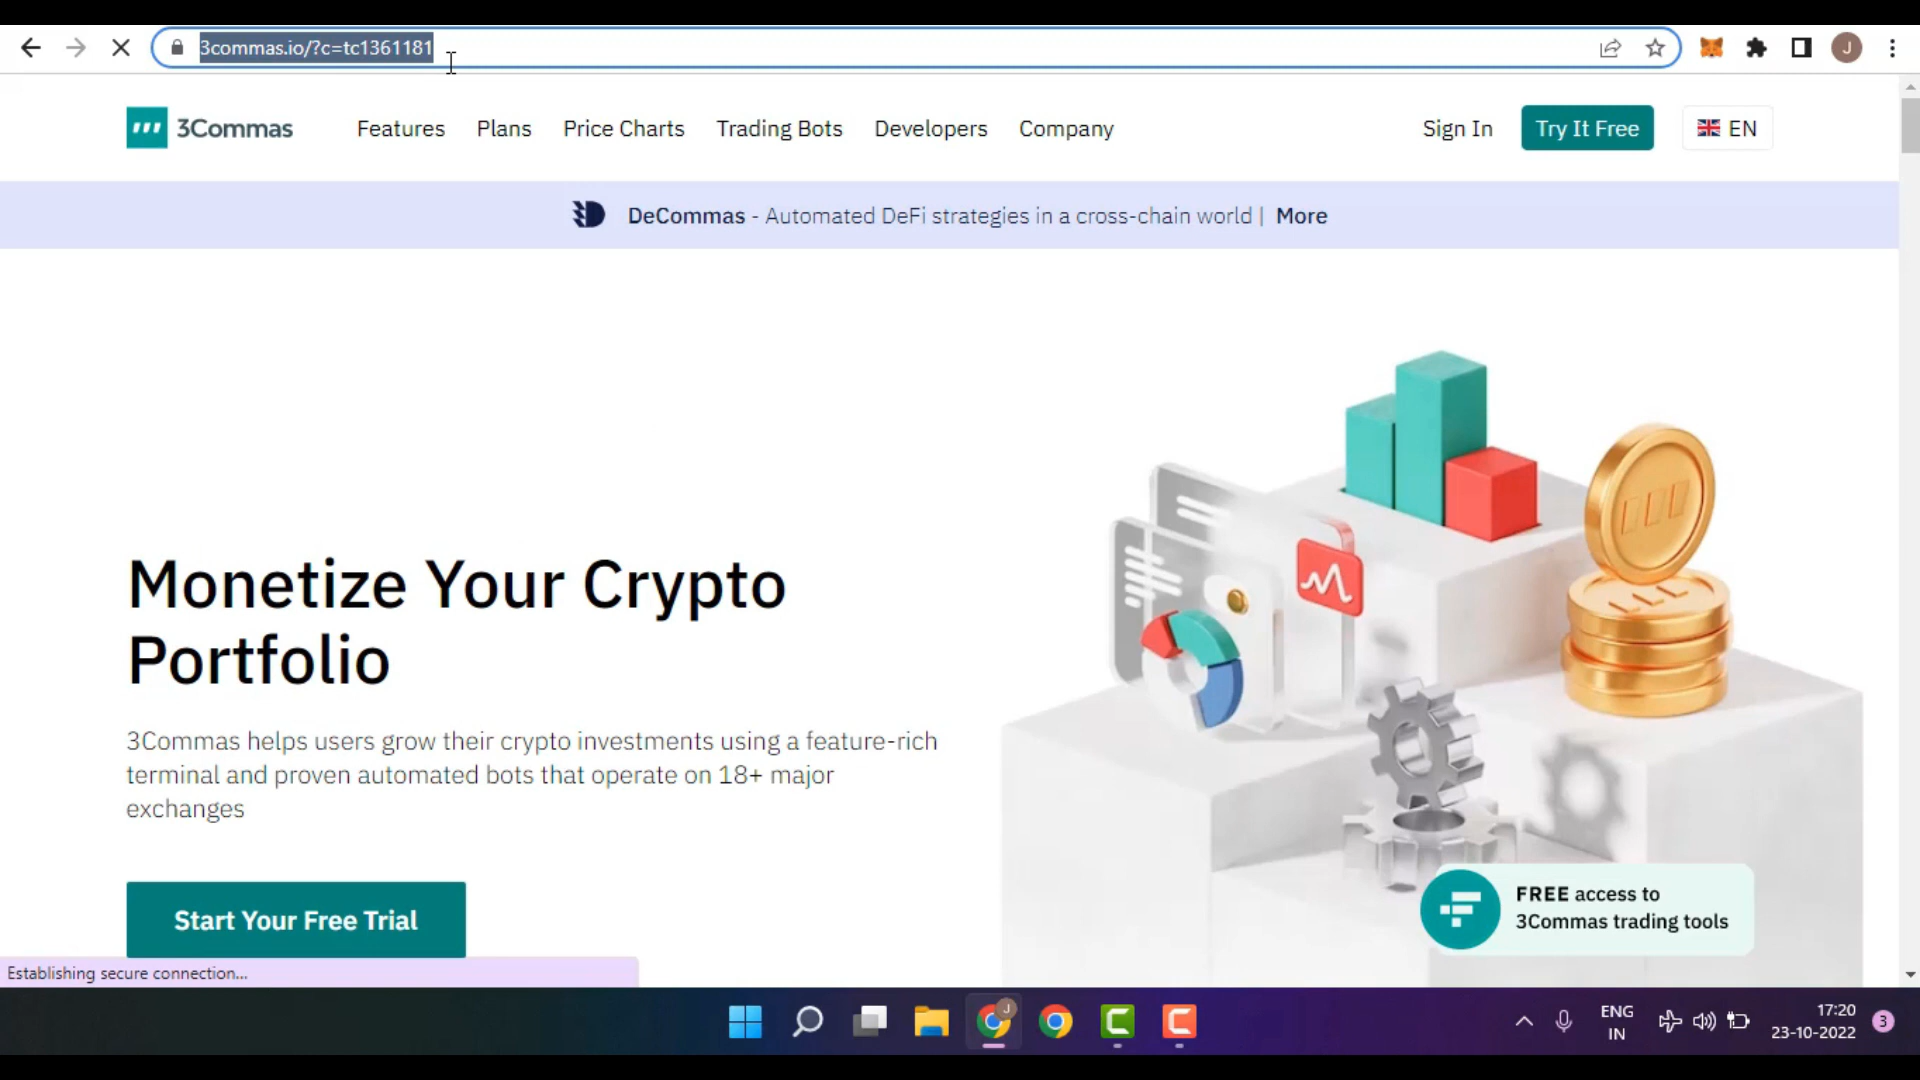 3commas.io/?c=tc1361181
J
3Commas
Features
Plans
Price Charts
Trading Bots
Developers
Company
Sign In
Try It Free
EN
DeCommas - Automated DeFi strategies in a cross-chain world | More
Monetize Your Crypto
Portfolio
3Commas helps users grow their crypto investments using a feature-rich
terminal and proven automated bots that operate on 18+ major
exchanges
Start Your Free Trial
FREE access to
3Commas trading tools
Establishing secure connection...
J
ENG
IN
17:20
23-10-2022
3